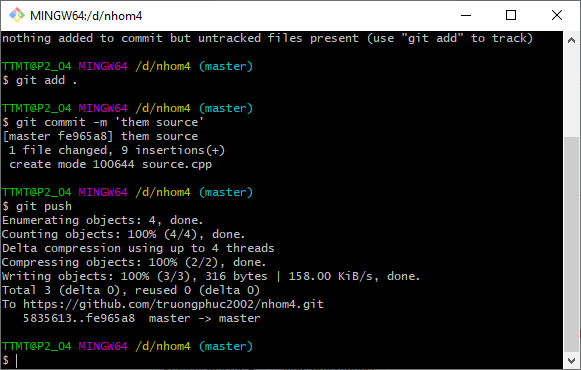 MINGW64:/d/nhom4
nothing added to commit but untracked files present (use "git add" to track)
TTMT@P2_04 MINGW64 /d/nhom4 (master)
$ git add .
TTMT@P2_04 MINGW64 /d/nhom4 (master)
$ git commit -m 'them source'
[master fe965a8] them source
 1 file changed, 9 insertions(+)
 create mode 100644 source.cpp
TTMT@P2_04 MINGW64 /d/nhom4 (master)
$ git push
Enumerating objects: 4, done.
Counting objects: 100% (4/4), done.
Delta compression using up to 4 threads
Compressing objects: 100% (2/2), done.
Writing objects: 100% (3/3), 316 bytes | 158.00 KiB/s, done.
Total 3 (delta 0), reused 0 (delta 0)
To https://github.com/truongphuc2002/nhom4.git
   5835613..fe965a8  master -> master
TTMT@P2_04 MINGW64 /d/nhom4 (master)
$